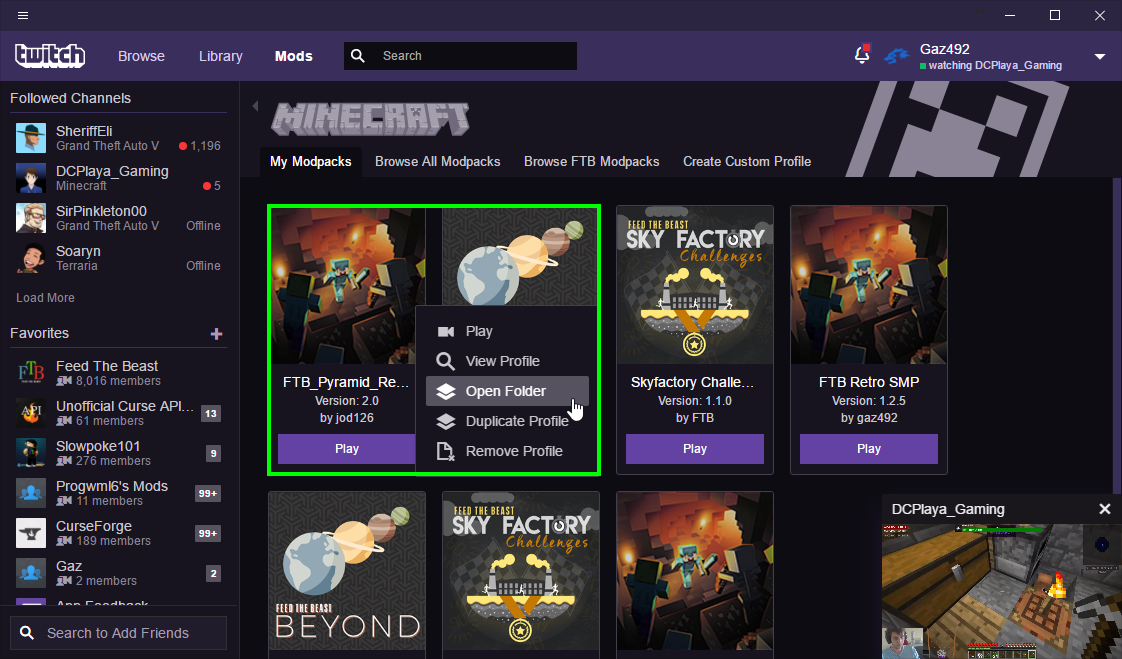 twitch
Browse
Library
Mods
Search
Gaz492
watching DCPlaya_Gaming
Followed Channels
SheriffEli
Grand Theft Auto V
1,196
DCPlaya_Gaming
Minecraft
5
SirPinkleton00
Grand Theft Auto V
Offline
Soaryn
Terraria
Offline
Load More
Favorites
FTB
Feed The Beast
8,016 members
API
Unofficial Curse API...
61 members
13
Slowpoke101
276 members
9
Progwml6's Mods
11 members
99+
CurseForge
189 members
99+
Gaz
2 members
2
App Feedback
Search to Add Friends
MINECRAFT
My Modpacks
Browse All Modpacks
Browse FTB Modpacks
Create Custom Profile
FTB_Pyramid_Re...
Version: 2.0
by jod126
Play
Play
View Profile
Open Folder
Duplicate Profile
Remove Profile
FEED THE BEAST
SKY FACTORY
Challenges
Skyfactory Challe...
Version: 1.1.0
by FTB
Play
FTB Retro SMP
Version: 1.2.5
by gaz492
Play
FEED THE BEAST
BEYOND
FEED THE BEAST
SKY FACTORY
Challenges
DCPlaya_Gaming